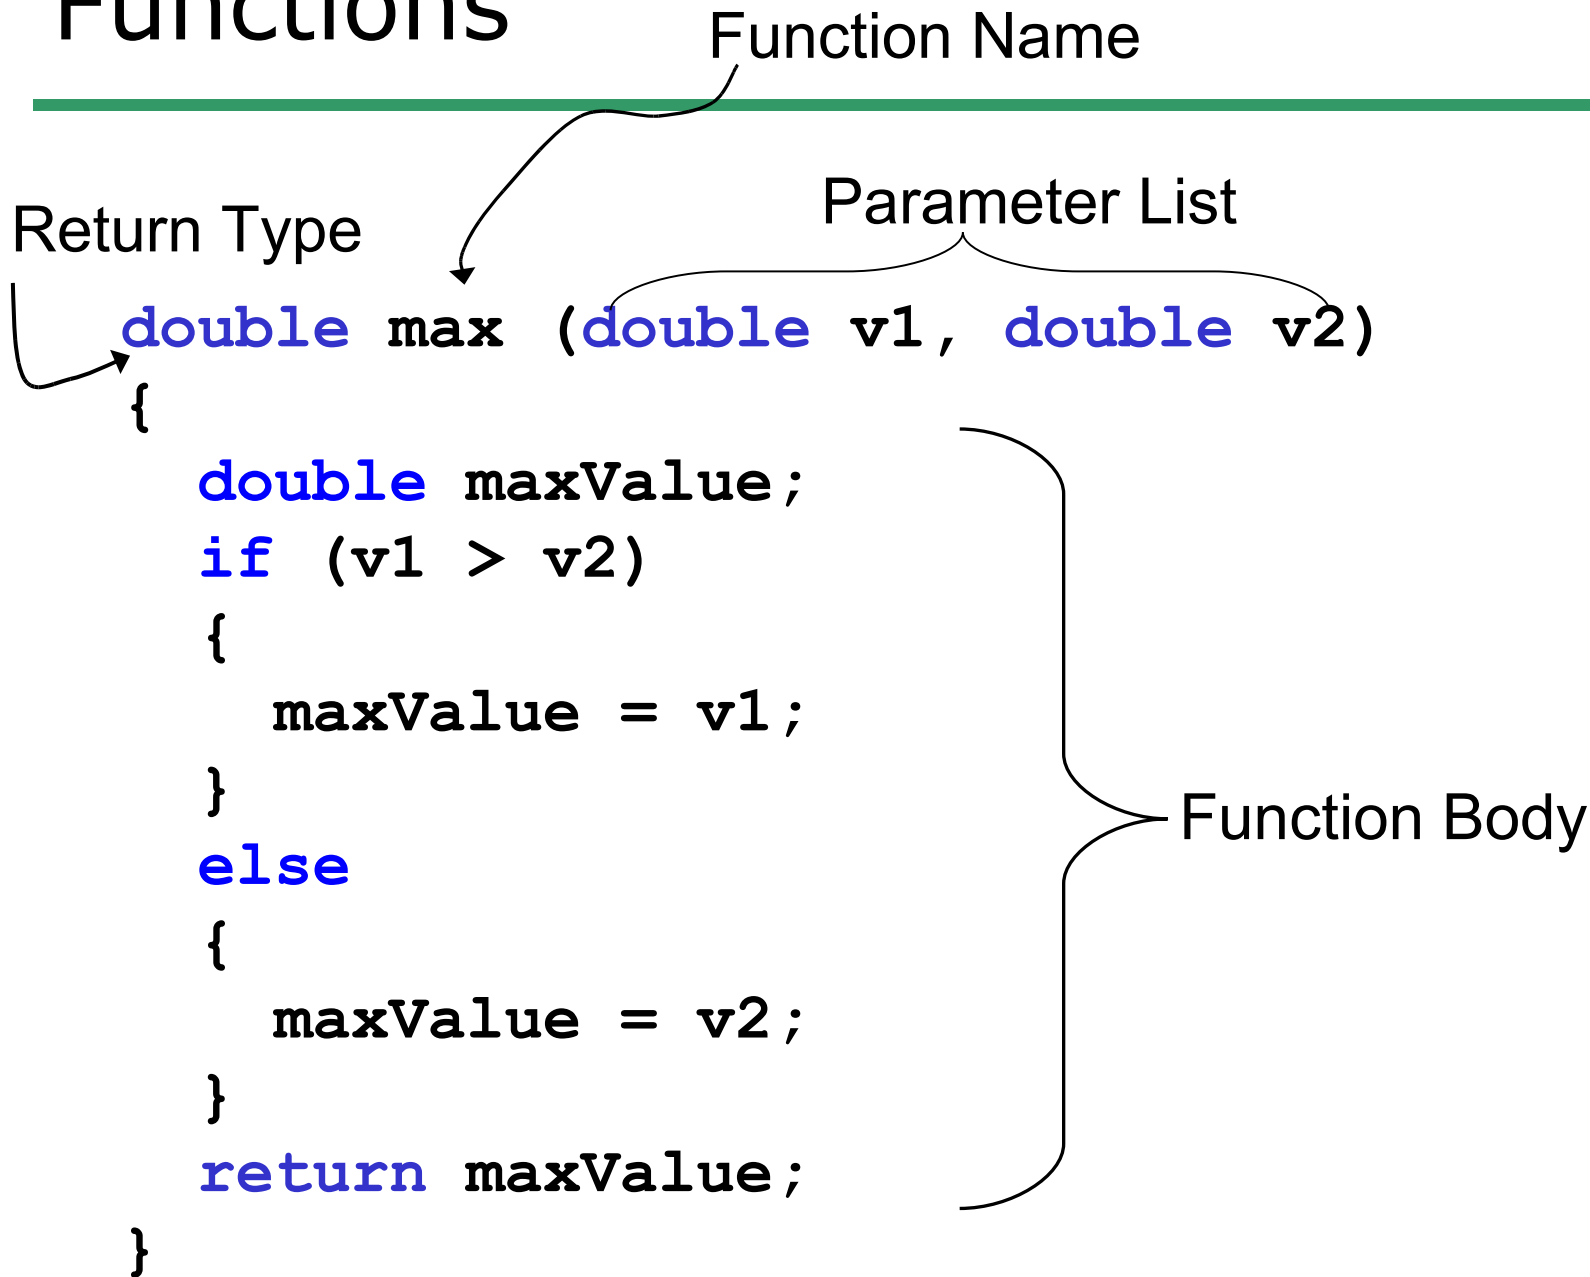 Functions
Function Name
Parameter List
Return Type
double max (double v1, double v2)
{
double maxValue;
if (v1 > v2)
{
maxValue = v1;
}
else
{
maxValue = v2;
}
return maxValue;
}
Function Body